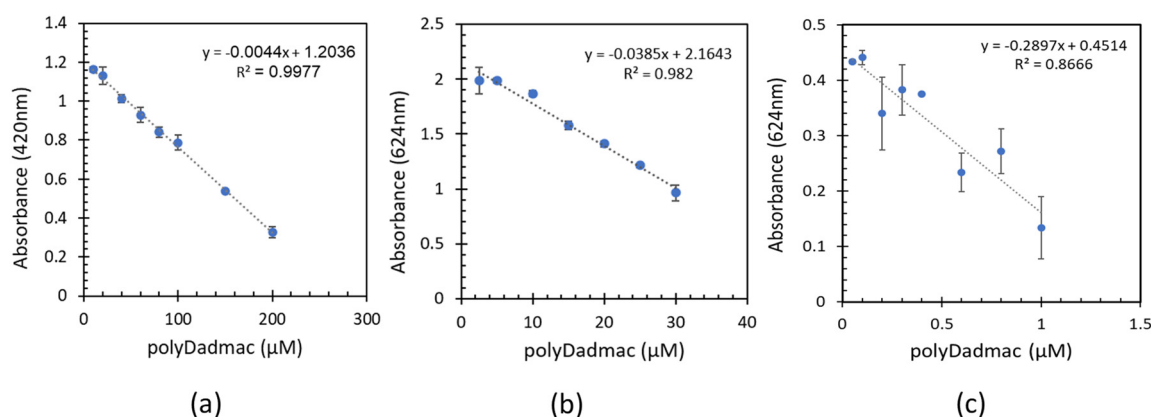 1.4
1.2
1
0.8
0.6
0.4
0.2
0
0 100 200 300
Absorbance (420nm)
polyDadmac (µM)
y = -0.0044x + 1.2036
R² = 0.9977
(a)
2.5
2
1.5
1
0.5
0
0 10 20 30 40
Absorbance (624nm)
polyDadmac (µM)
y = -0.0385x + 2.1643
R² = 0.982
(b)
0.5
0.4
0.3
0.2
0.1
0
0 0.5 1 1.5
Absorbance (624nm)
polyDadmac (µM)
y = -0.2897x + 0.4514
R² = 0.8666
(c)